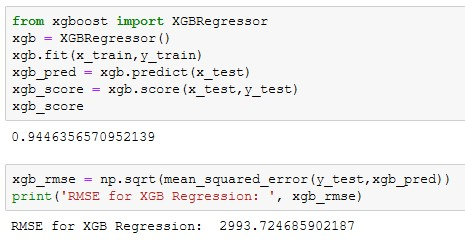 from xgboost import XGBRegressor
xgb = XGBRegressor()
xgb.fit(x_train,y_train)
xgb_pred = xgb.predict(x_test)
xgb_score = xgb.score(x_test,y_test)
xgb_score
0.9446356570952139
xgb_rmse = np.sqrt(mean_squared_error(y_test,xgb_pred))
print('RMSE for XGB Regression: ', xgb_rmse)
RMSE for XGB Regression:  2993.724685902187